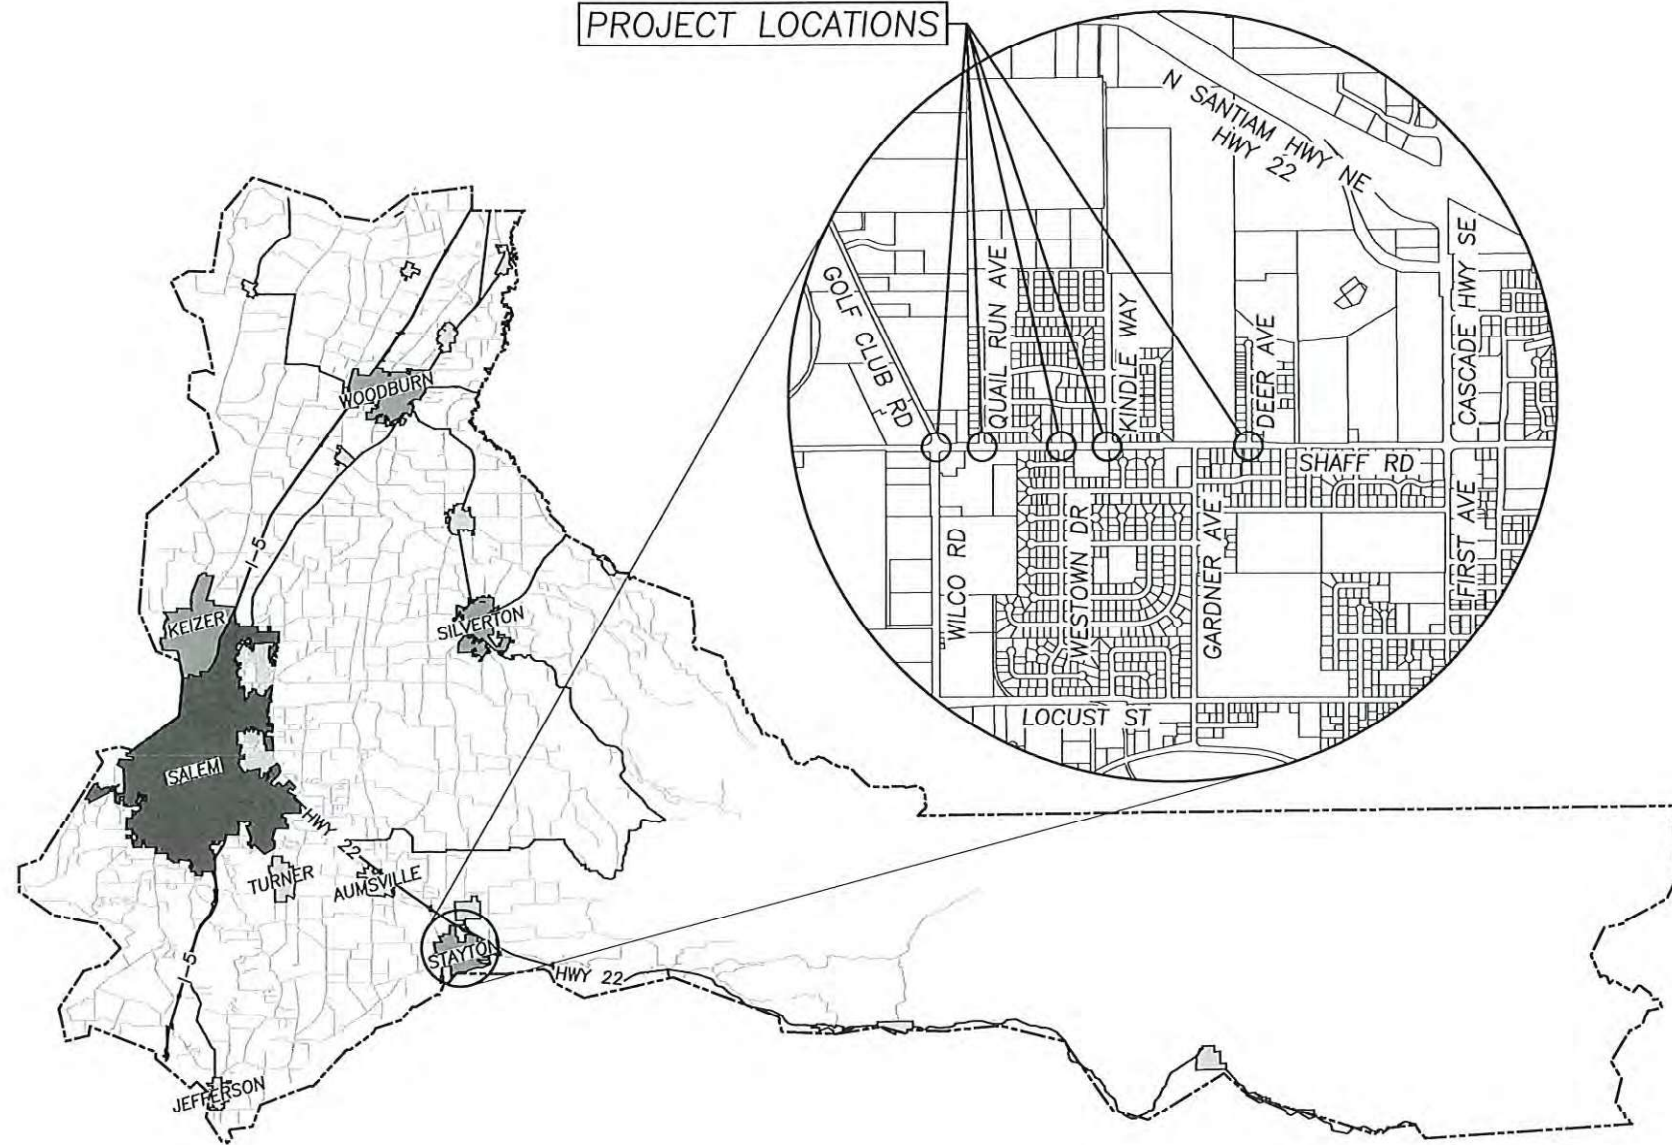 PROJECT LOCATIONS
N SANTIAM HWY NE
HWY 22
GOLF CLUB RD
QUAIL RUN AVE
KINDLE WAY
DEER AVE
CASCADE HWY SE
SHAFF RD
WILCO RD
WESTOWN DR
GARDNER AVE
FIRST AVE
LOCUST ST
WOODBURN
I-5
KEIZER
SILVERTON
SALEM
HWY 22
TURNER
AUMSVILLE
STAYTON
HWY 22
I-5
JEFFERSON